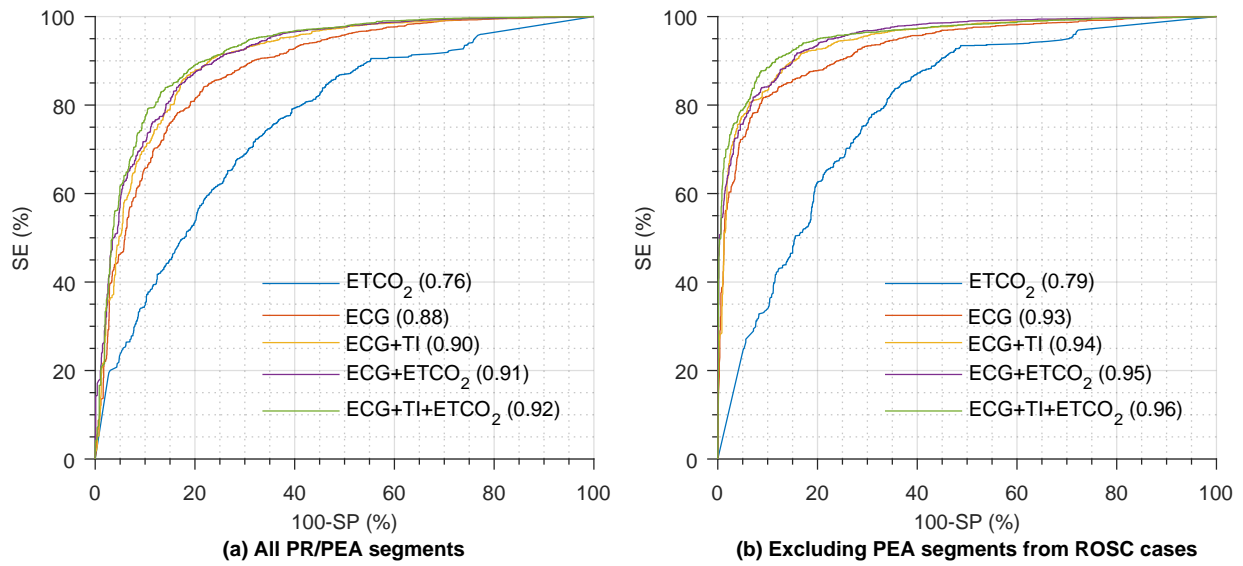 100
80
60
40
20
0
SE (%)
ETCO2 (0.76)
ECG (0.88)
ECG+TI (0.90)
ECG+ETCO2 (0.91)
ECG+TI+ETCO2 (0.92)
0 20 40 60 80 100
100-SP (%)
(a) All PR/PEA segments
100
80
60
40
20
0
SE (%)
ETCO2 (0.79)
ECG (0.93)
ECG+TI (0.94)
ECG+ETCO2 (0.95)
ECG+TI+ETCO2 (0.96)
0 20 40 60 80 100
100-SP (%)
(b) Excluding PEA segments from ROSC cases